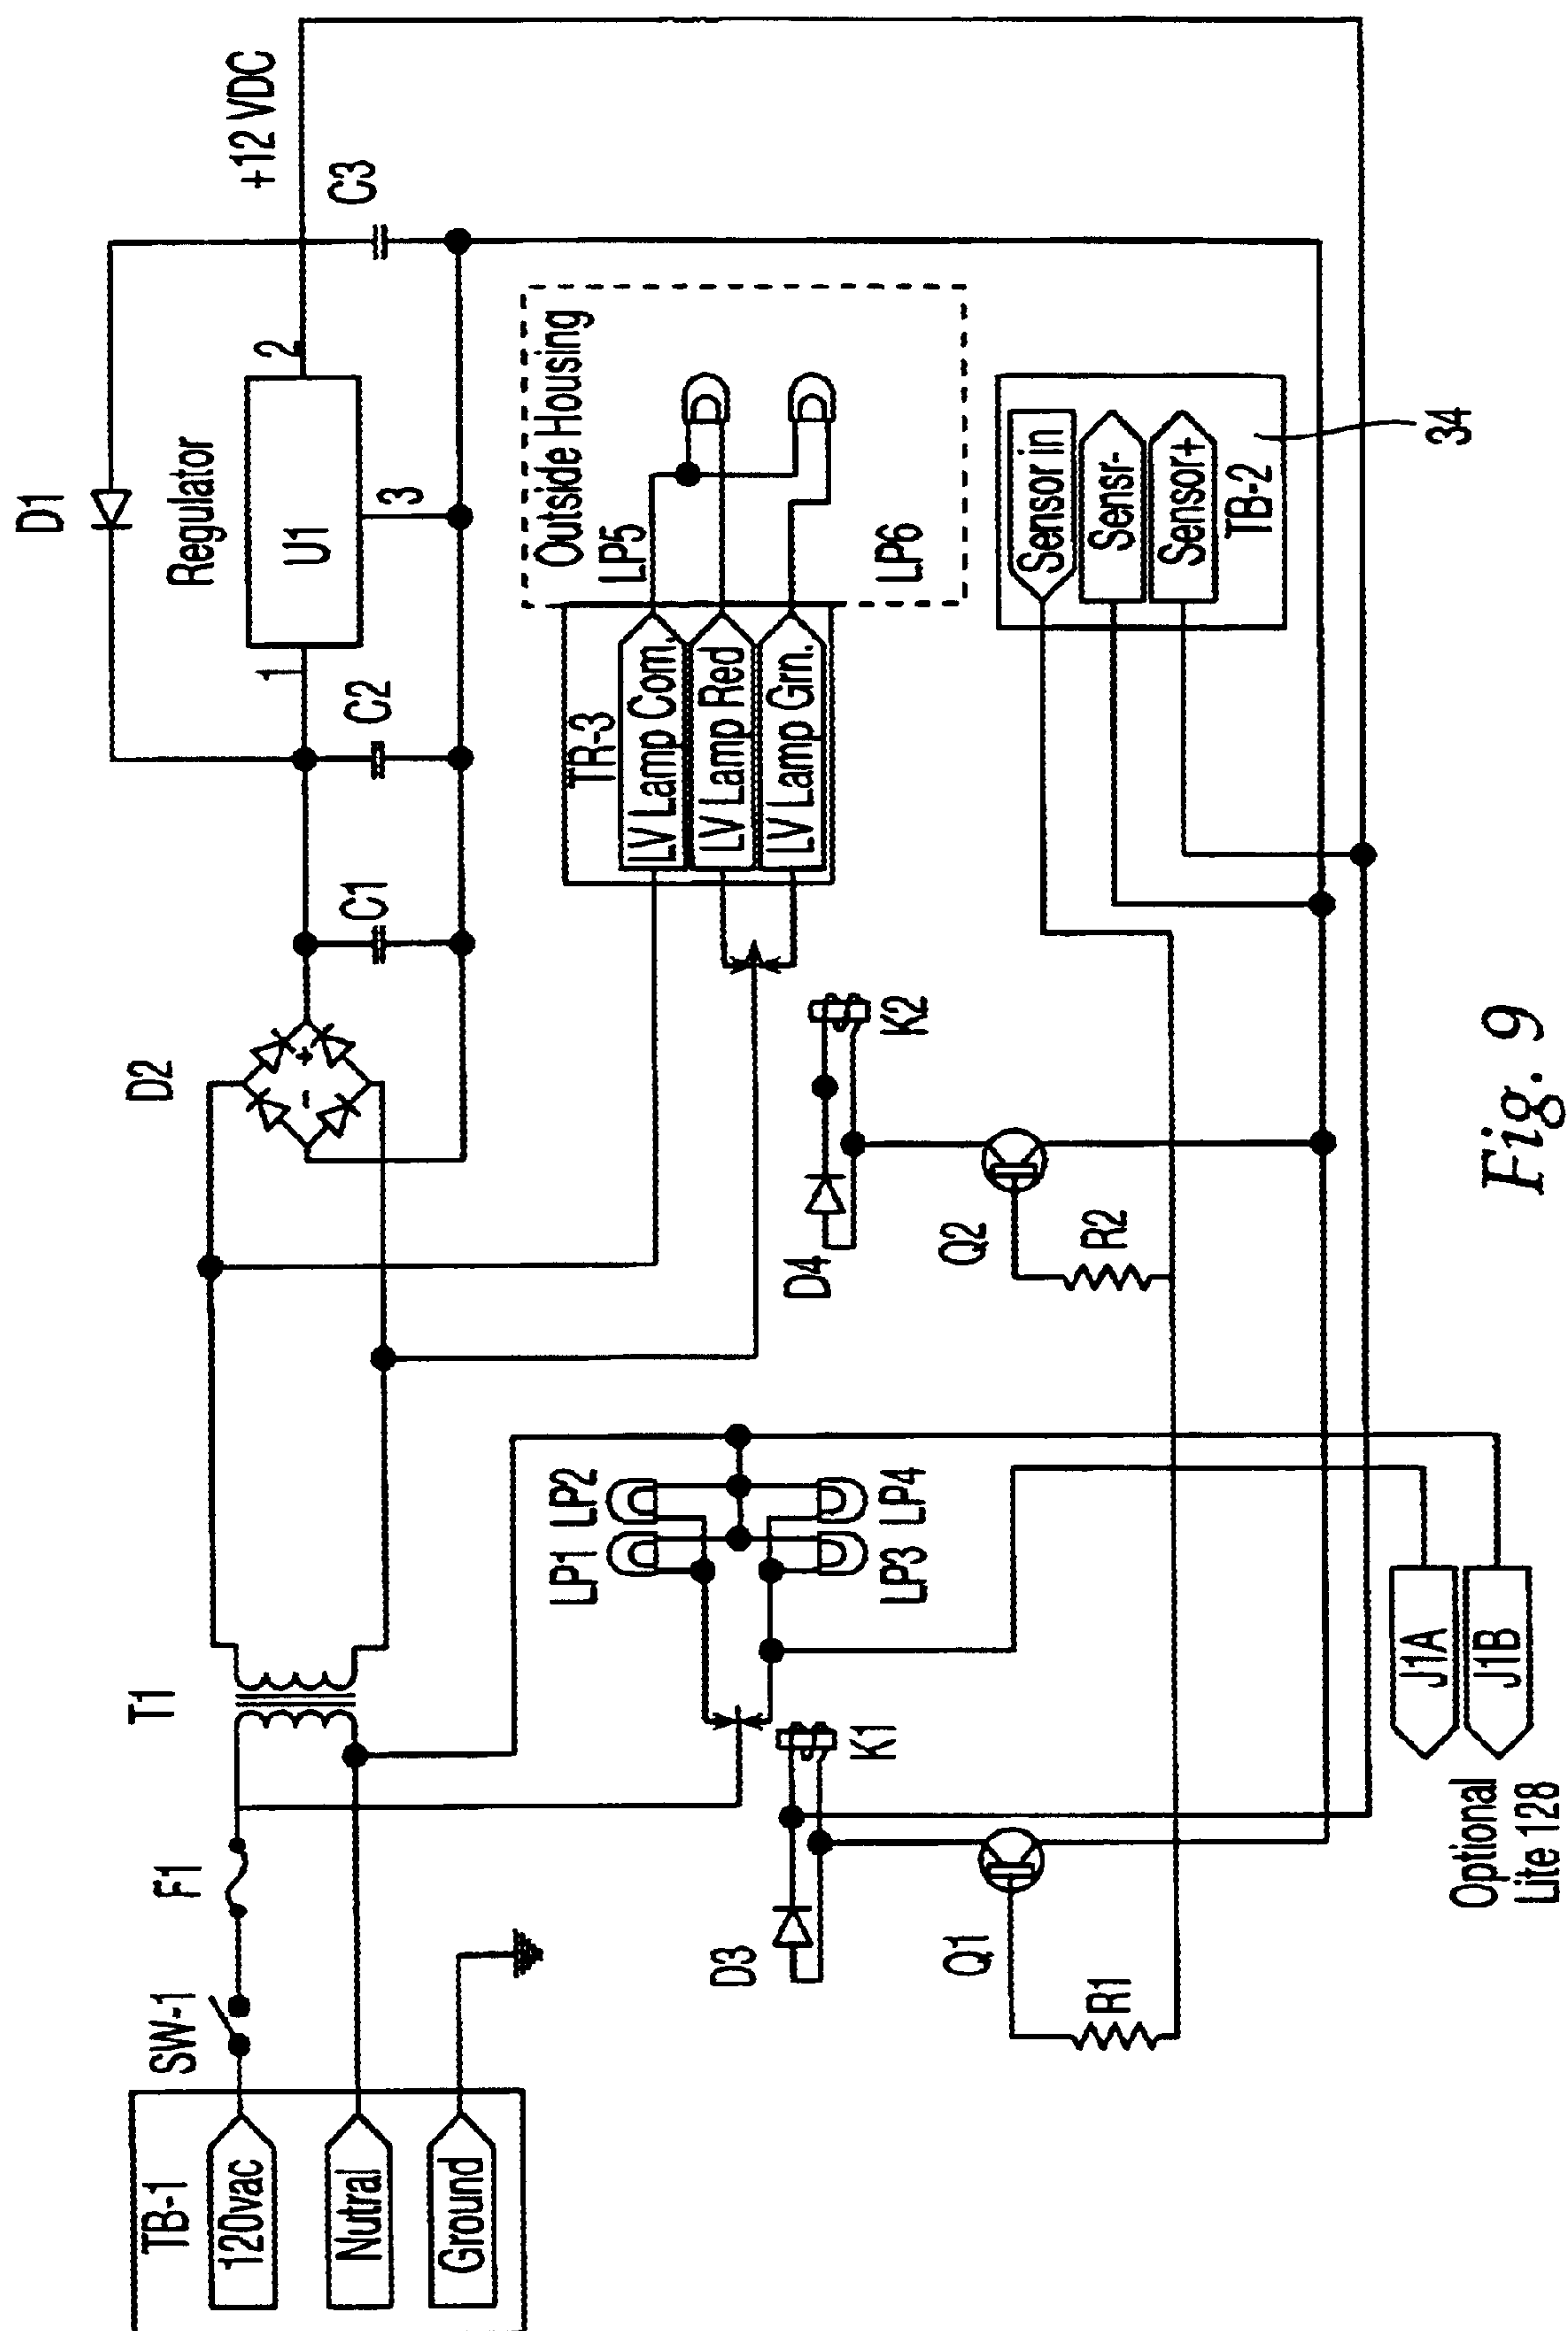 TB-1
120vac
Nutral
Ground
SW-1
F1
T1
D2
D1
Regulator
U1
1
2
3
+12 VDC
C1
C2
C3
LP1
LP2
LP3
LP4
K1
D3
Q1
R1
D4
K2
Q2
R2
TR-3
LV Lamp Com.
LV Lamp Red
LV Lamp Grn.
Outside Housing
LP5
LP6
Sensor in
Sensr-
Sensor+
TB-2
34
J1A
J1B
Optional
Lite 128
Fig. 9